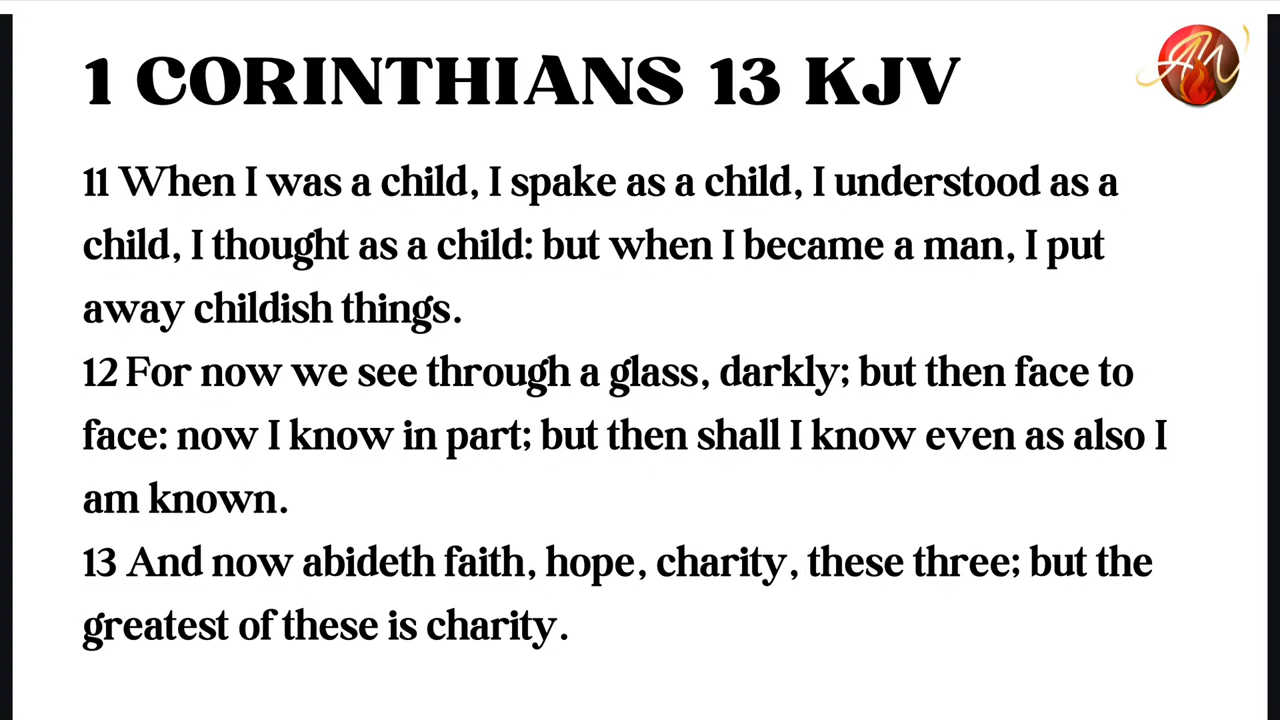 1 CORINTHIANS 13 KJV
AW
11 When I was a child, I spake as a child, I understood as a
child, I thought as a child: but when I became a man, I put
away childish things.
12 For now we see through a glass, darkly; but then face to
face: now I know in part; but then shall I know even as also I
am known.
13 And now abideth faith, hope, charity, these three; but the
greatest of these is charity.